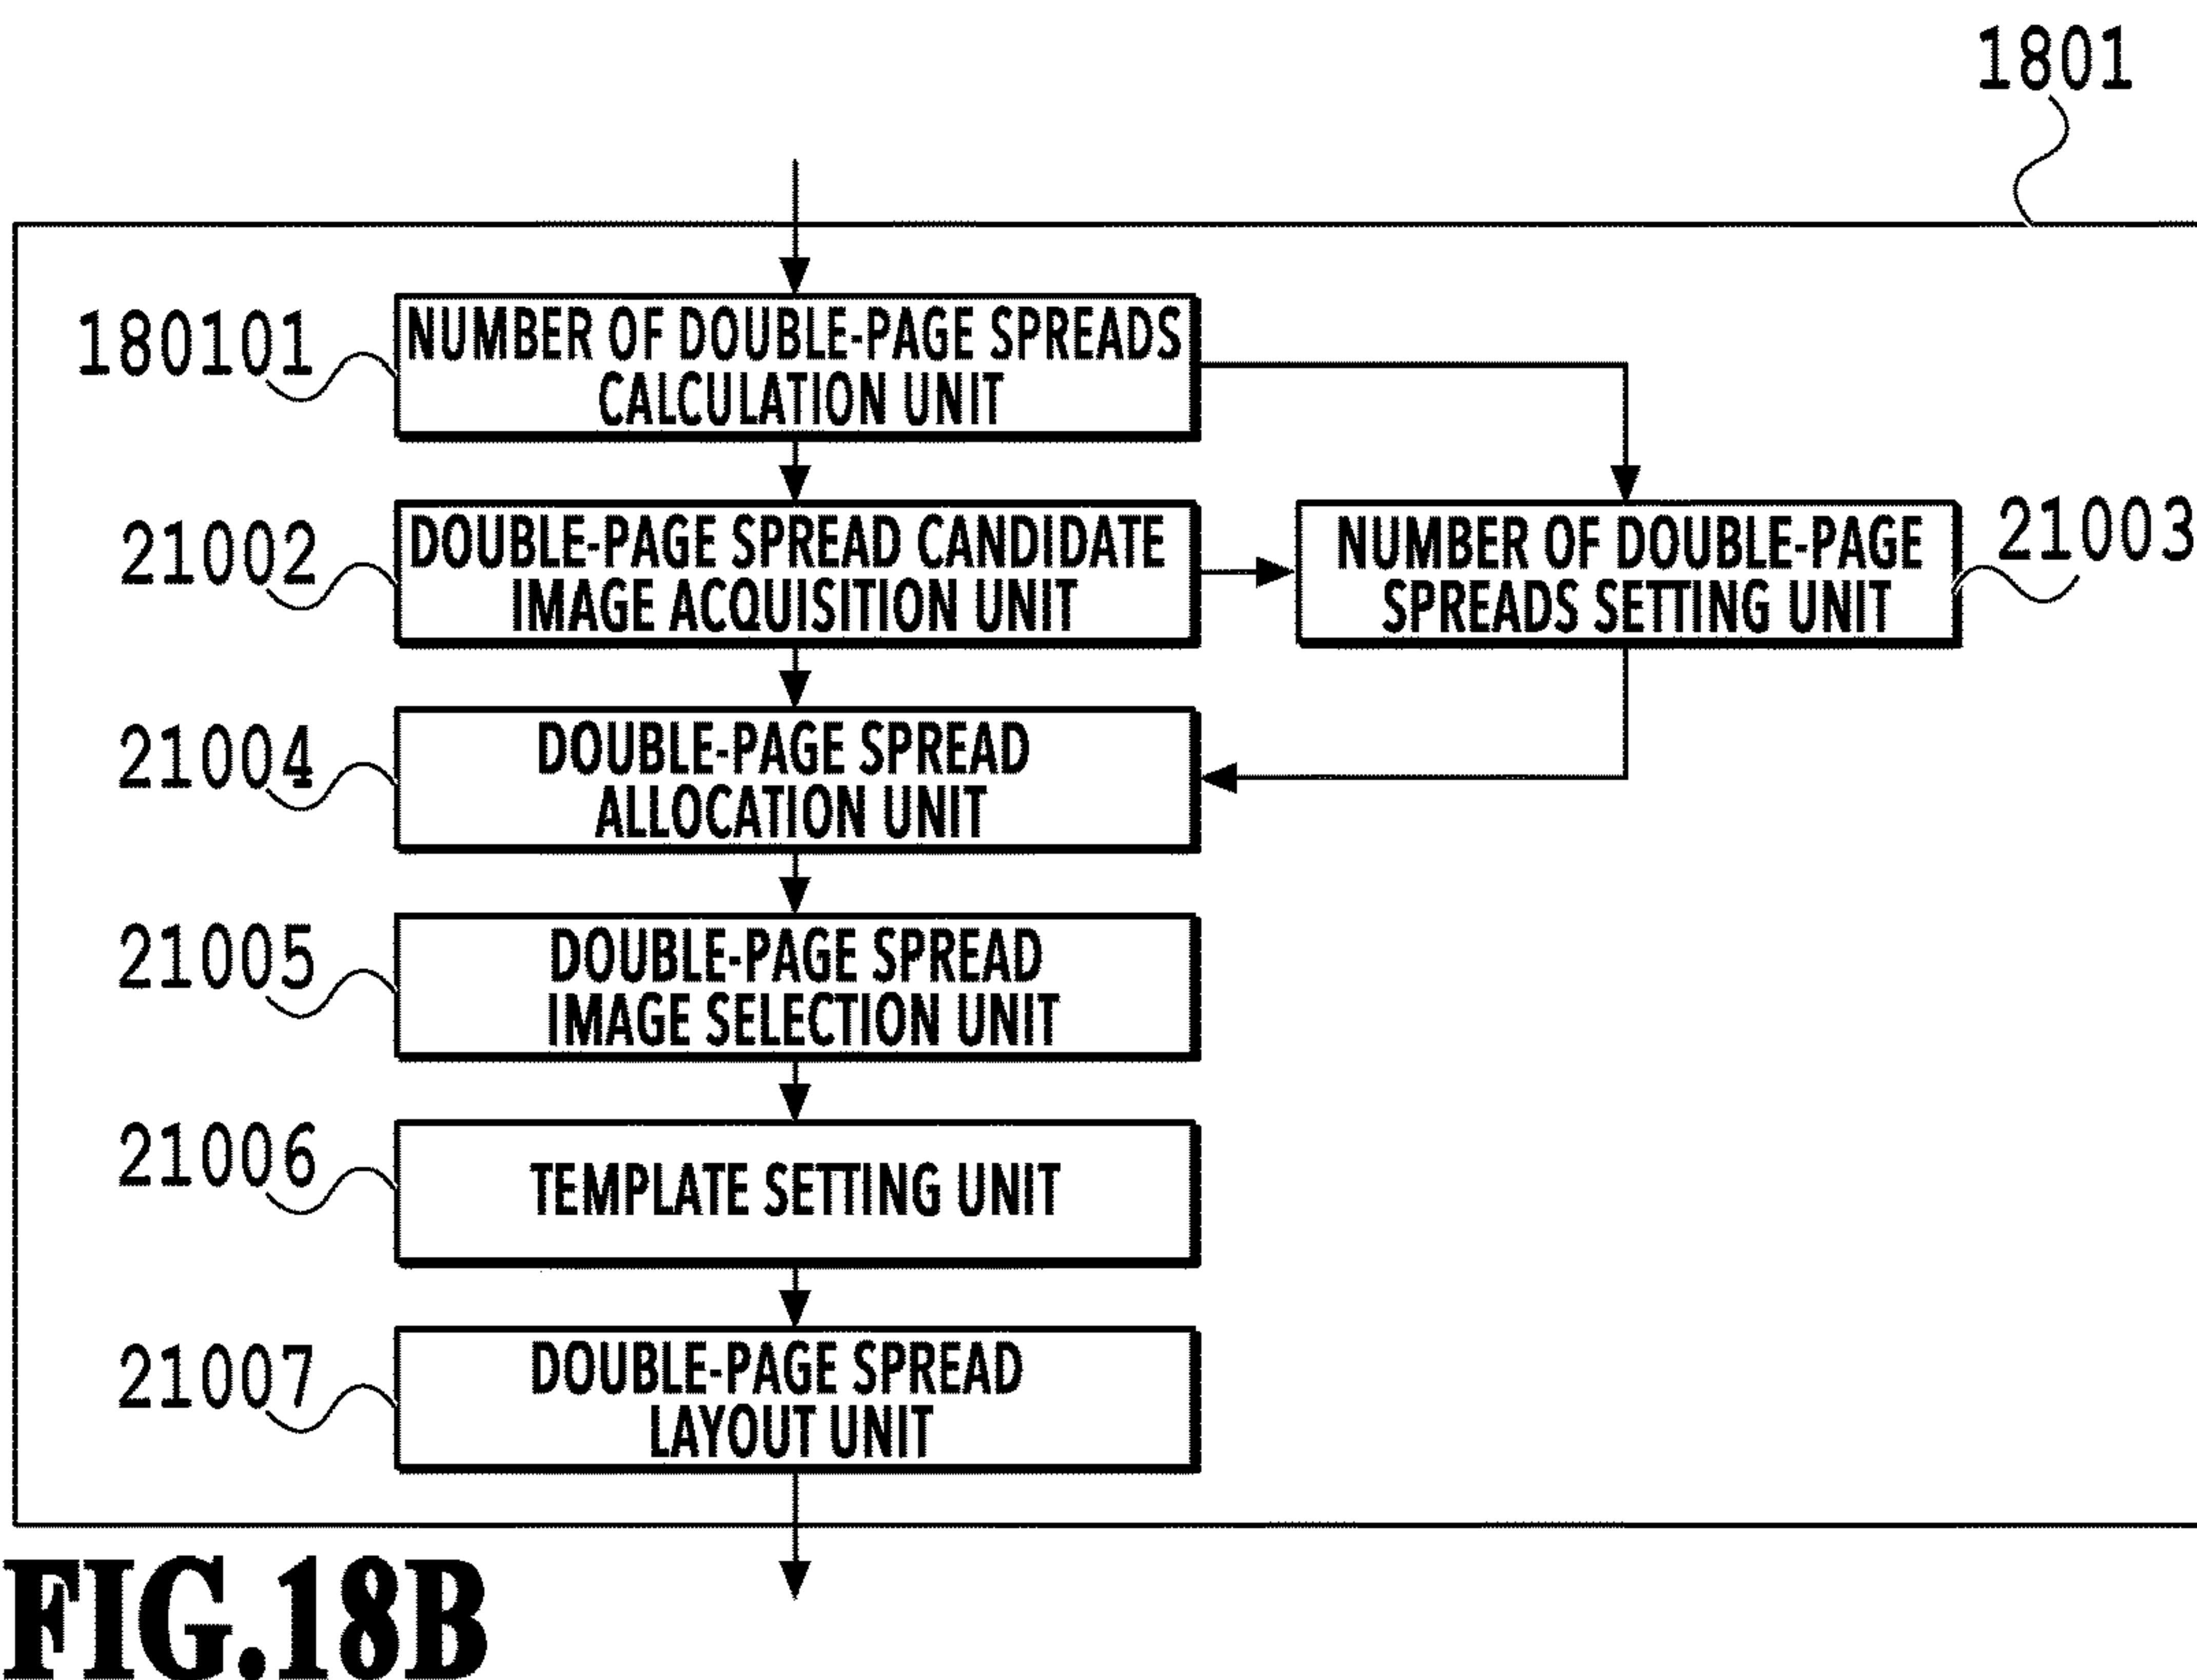 1801
180101
NUMBER OF DOUBLE-PAGE SPREADS
CALCULATION UNIT
21002
DOUBLE-PAGE SPREAD CANDIDATE
IMAGE ACQUISITION UNIT
NUMBER OF DOUBLE-PAGE
SPREADS SETTING UNIT
21003
21004
DOUBLE-PAGE SPREAD
ALLOCATION UNIT
21005
DOUBLE-PAGE SPREAD
IMAGE SELECTION UNIT
21006
TEMPLATE SETTING UNIT
21007
DOUBLE-PAGE SPREAD
LAYOUT UNIT
FIG.18B